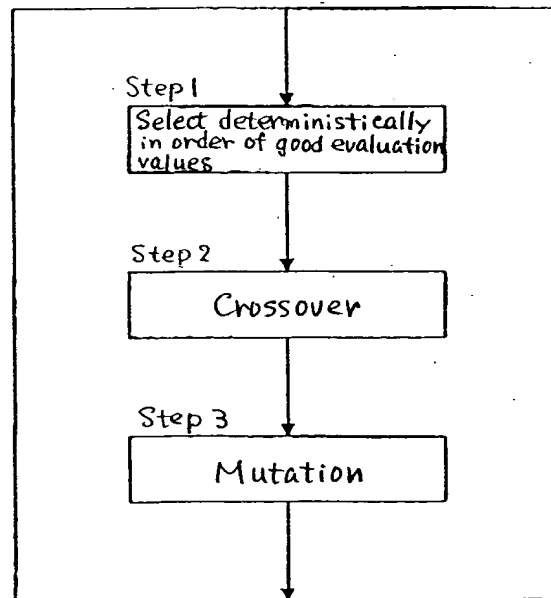 Step 1
Select deterministically
in order of good evaluation
values
Step 2
Crossover
Step 3
Mutation